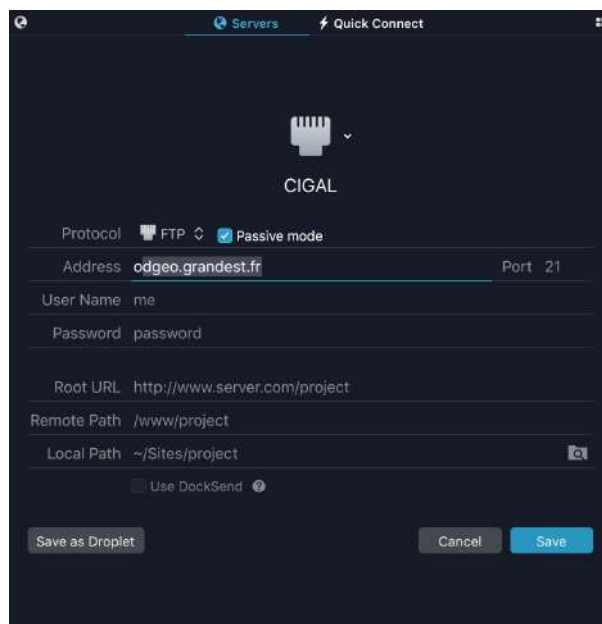 Servers Quick Connect
CIGAL
Protocol FTP Passive mode
Address odgeo.grandest.fr Port 21
User Name me
Password password
Root URL http://www.server.com/project
Remote Path /www/project
Local Path ~/Sites/project
Use DockSend ?
Save as Droplet Cancel Save